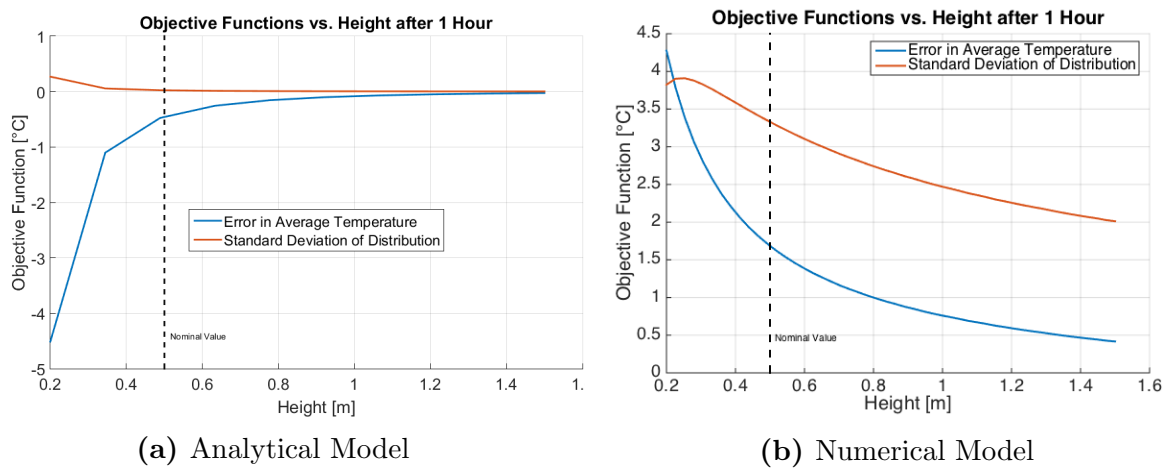 Objective Functions vs. Height after 1 Hour
1
0
-1
-2
-3
-4
-5
Objective Function [°C]
Error in Average Temperature
Standard Deviation of Distribution
Nominal Value
0.2 0.4 0.6 0.8 1 1.2 1.4 1.
Height [m]
(a) Analytical Model
Objective Functions vs. Height after 1 Hour
4.5
4
3.5
3
2.5
2
1.5
1
0.5
0
Objective Function [°C]
Error in Average Temperature
Standard Deviation of Distribution
Nominal Value
0.2 0.4 0.6 0.8 1 1.2 1.4 1.6
Height [m]
(b) Numerical Model